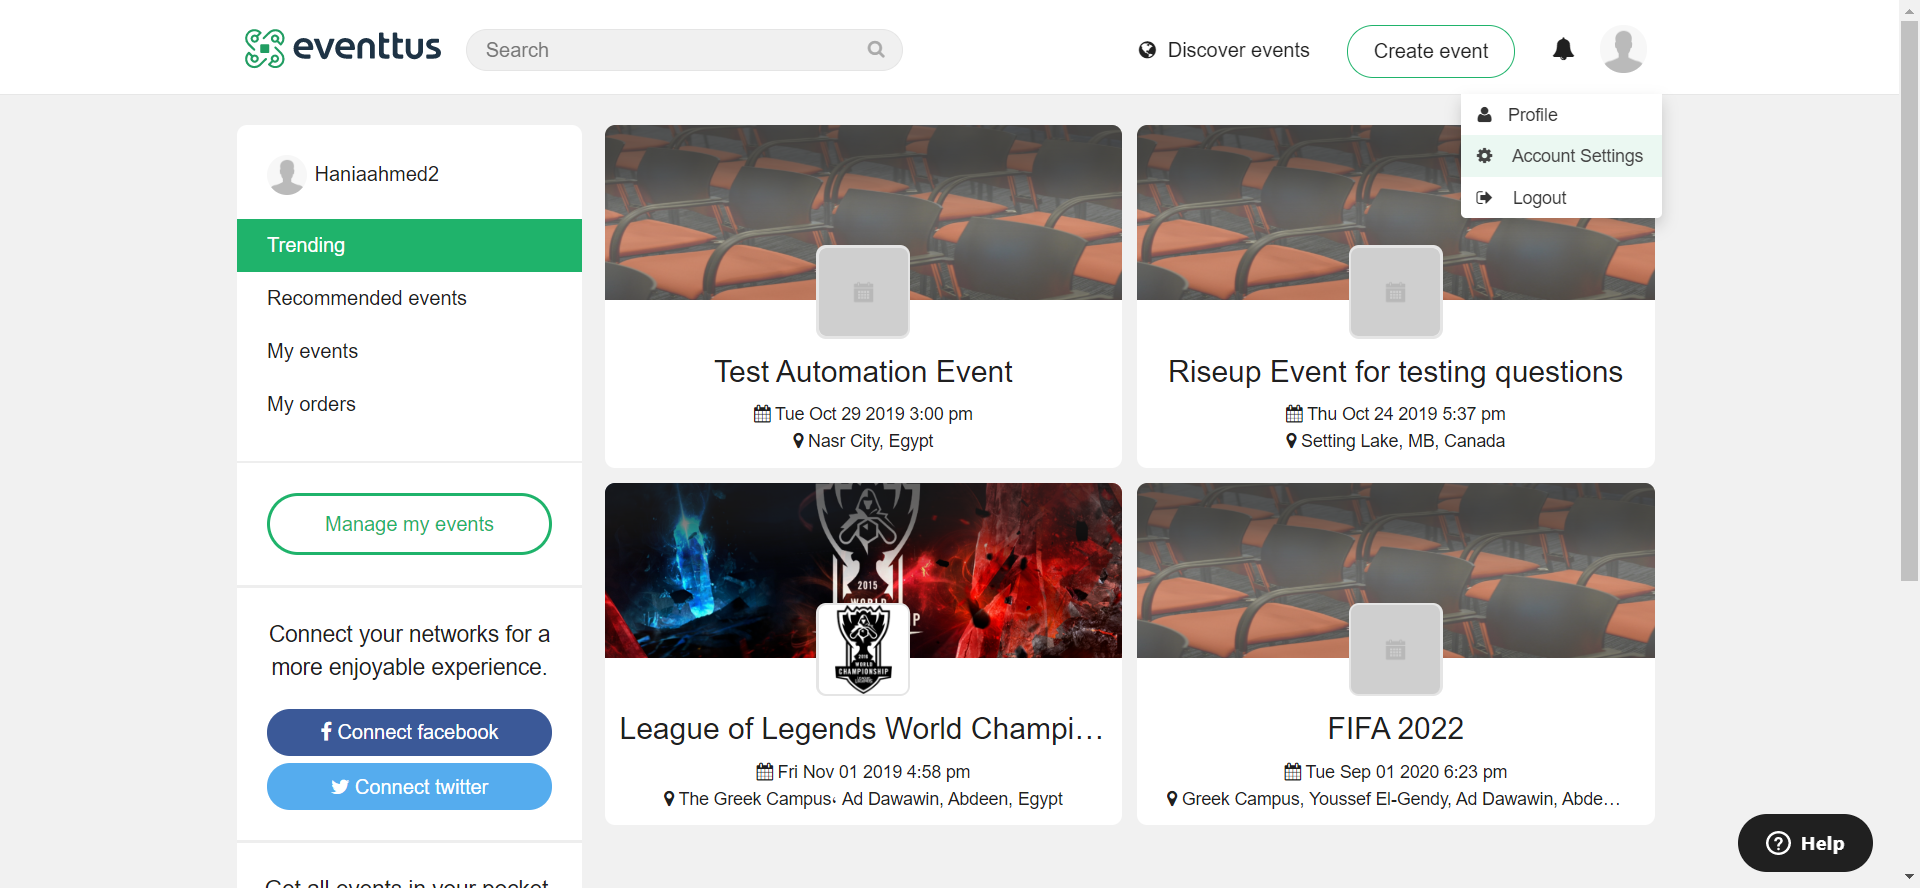 eventtus
Search
Discover events
Create event
Profile
Account Settings
Logout
Haniaahmed2
Trending
Recommended events
My events
My orders
Manage my events
Connect your networks for a
more enjoyable experience.
Connect facebook
Connect twitter
Get all events in your pocket
Test Automation Event
Tue Oct 29 2019 3:00 pm
Nasr City, Egypt
Riseup Event for testing questions
Thu Oct 24 2019 5:37 pm
Setting Lake, MB, Canada
2015
WORLD
2016
WORLD
CHAMPIONSHIP
League of Legends World Champi…
Fri Nov 01 2019 4:58 pm
The Greek Campus، Ad Dawawin, Abdeen, Egypt
FIFA 2022
Tue Sep 01 2020 6:23 pm
Greek Campus, Youssef El-Gendy, Ad Dawawin, Abde…
Help